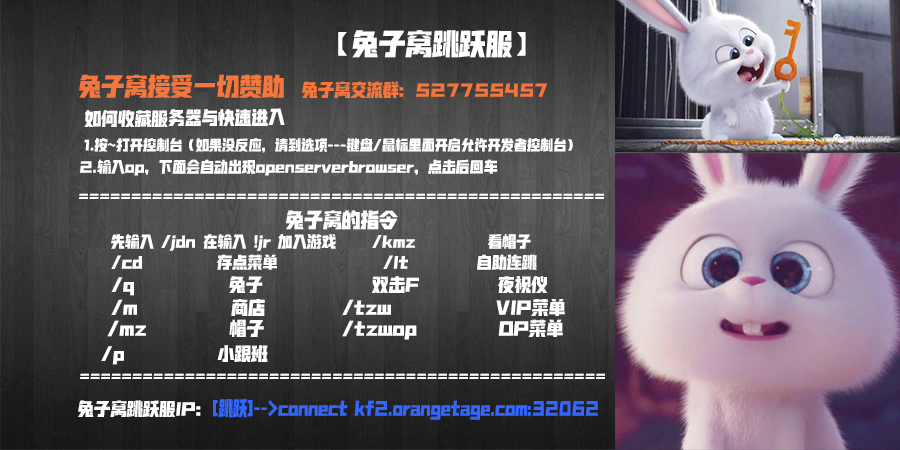 【兔子窝跳跃服】
兔子窝接受一切赞助 兔子窝交流群: 527755457
如何收藏服务器与快速进入
1.按~打开控制台（如果没反应，请到选项---键盘/鼠标里面开启允许开发者控制台）
2.输入op，下面会自动出现openserverbrowser，点击后回车
==================================================
兔子窝的指令
先输入 /jdn 在输入 !jr 加入游戏 /kmz 看帽子
/cd 存点菜单 /lt 自助连跳
/q 兔子 双击F 夜视仪
/m 商店 /tzw VIP菜单
/mz 帽子 /tzwop OP菜单
/p 小跟班
==================================================
兔子窝跳跃服IP: [跳跃]-->connect kf2.orangetage.com:32062